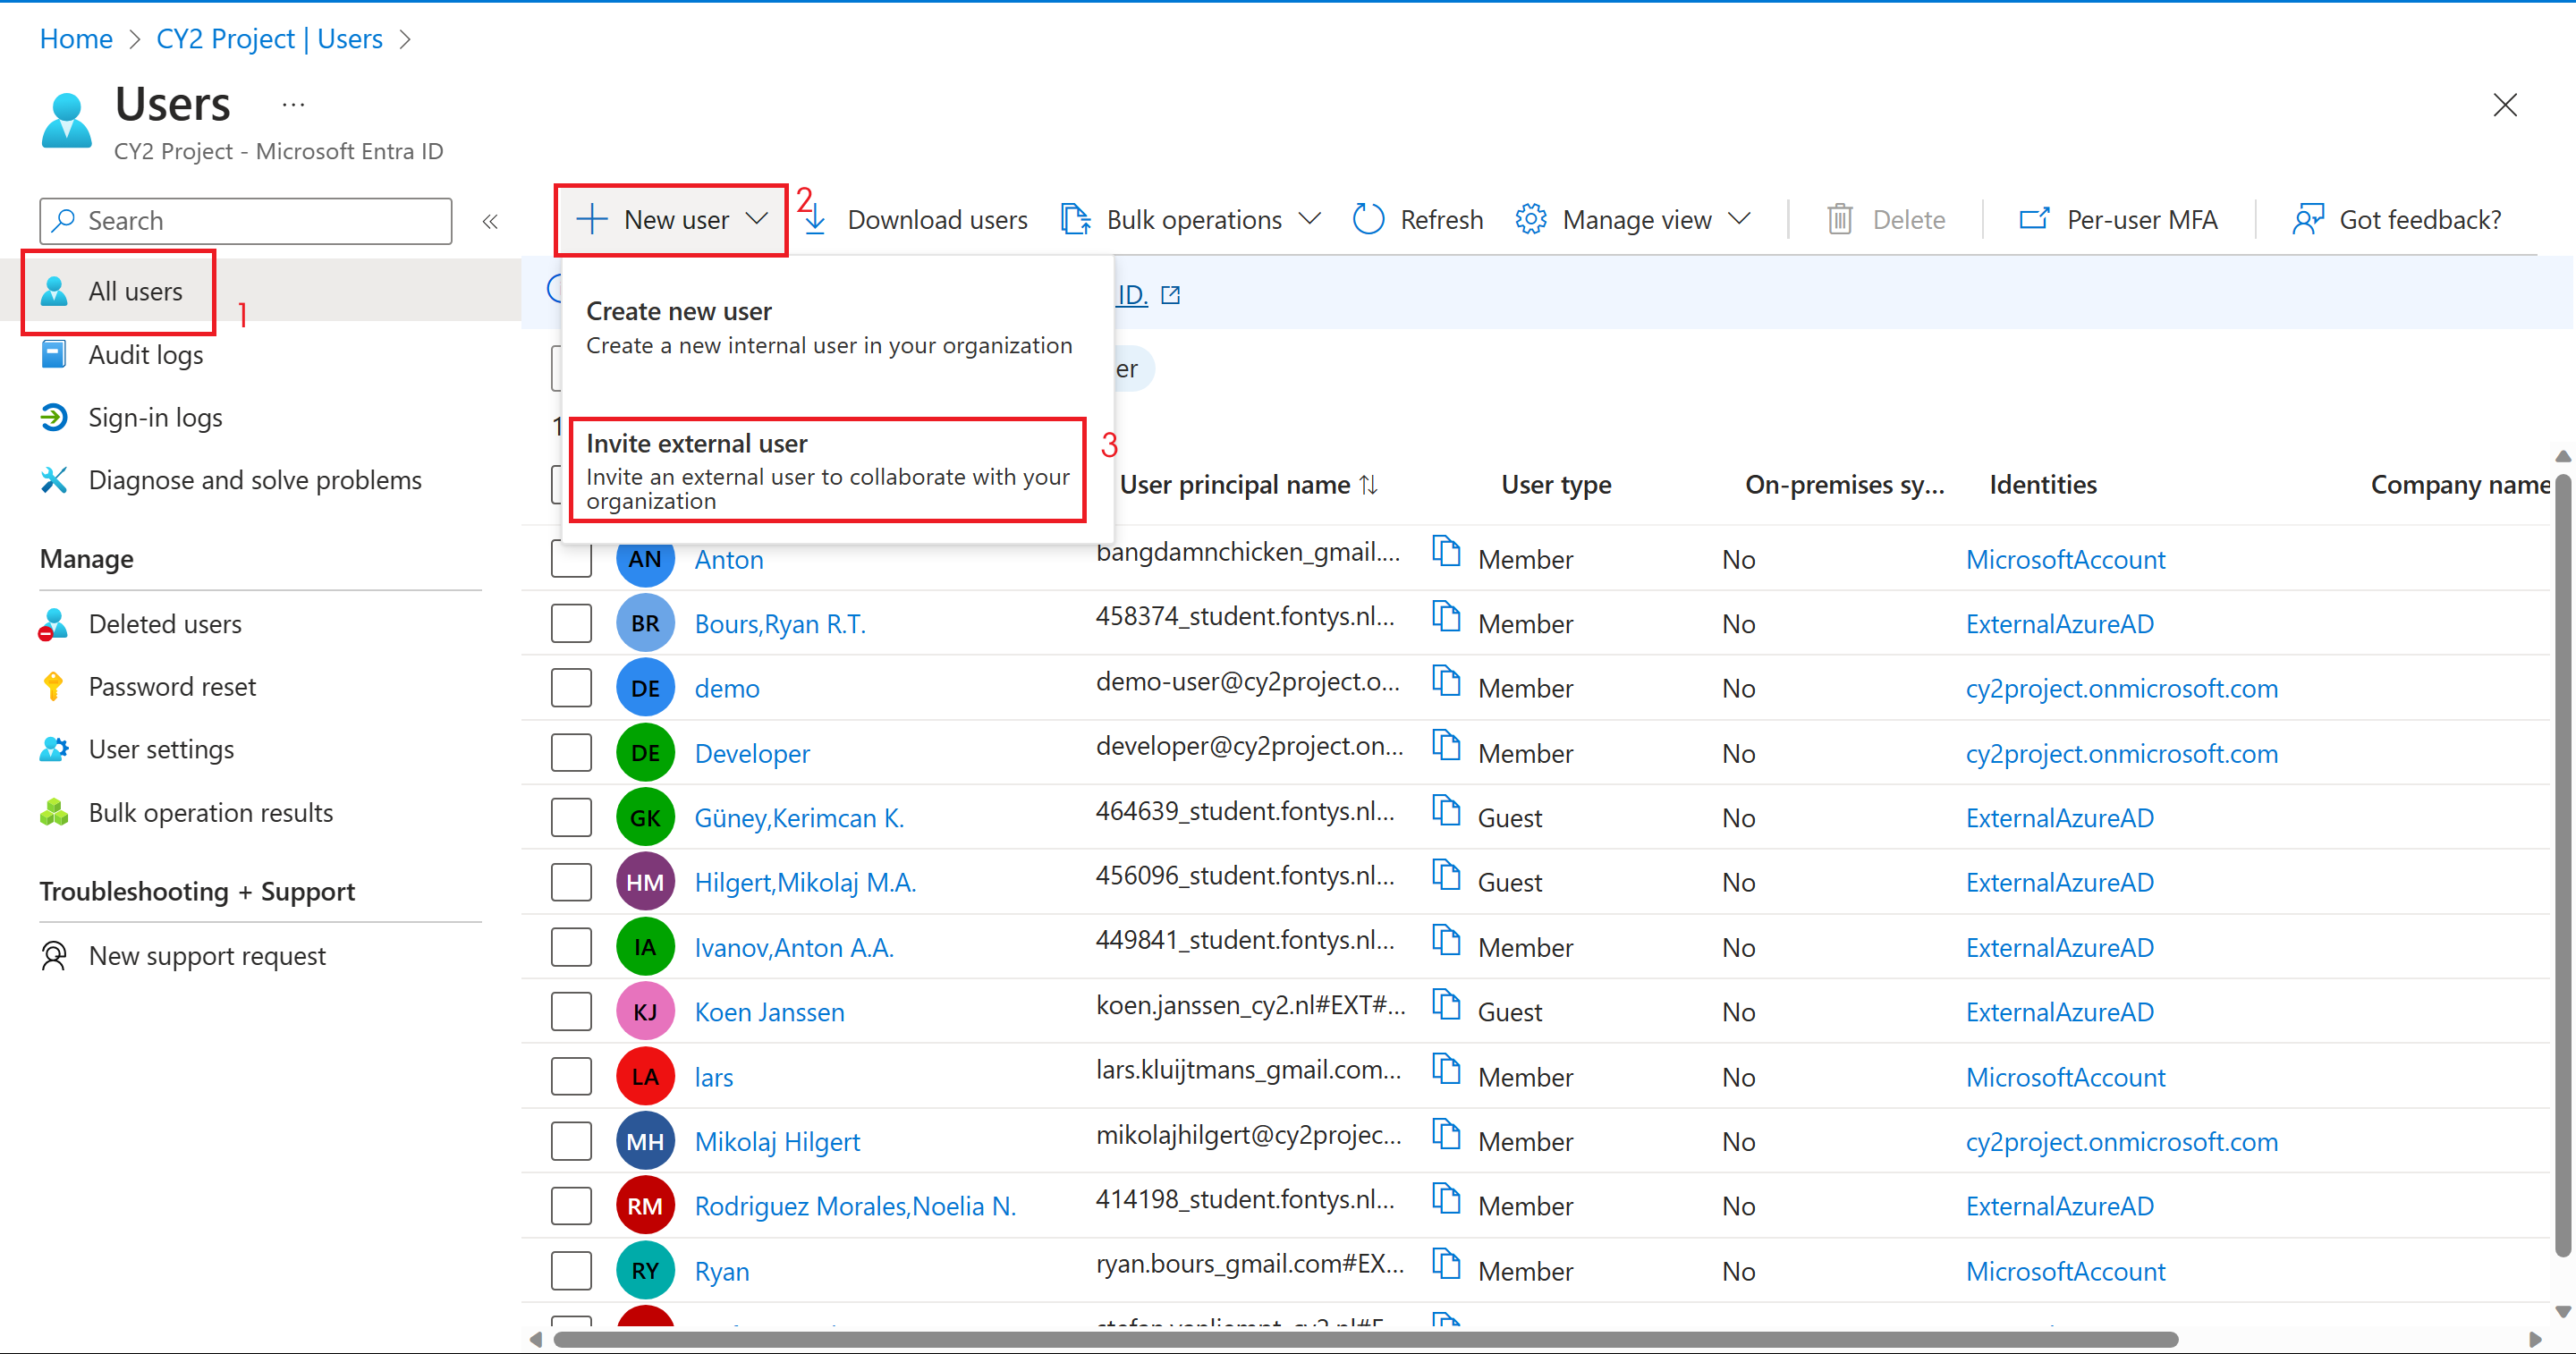 Home > CY2 Project | Users >
Users ...
CY2 Project - Microsoft Entra ID
Search «
All users
1
Audit logs
Sign-in logs
Diagnose and solve problems
Manage
Deleted users
Password reset
User settings
Bulk operation results
Troubleshooting + Support
New support request
New user 2 Download users Bulk operations Refresh Manage view Delete Per-user MFA Got feedback?
ID.
Create new user
Create a new internal user in your organization
er
1
Invite external user 3
Invite an external user to collaborate with your
organization
User principal name ↑↓ User type On-premises sy... Identities Company name
AN Anton bangdamnchicken_gmail.... Member No MicrosoftAccount
BR Bours,Ryan R.T. 458374_student.fontys.nl... Member No ExternalAzureAD
DE demo demo-user@cy2project.o... Member No cy2project.onmicrosoft.com
DE Developer developer@cy2project.on... Member No cy2project.onmicrosoft.com
GK Güney,Kerimcan K. 464639_student.fontys.nl... Guest No ExternalAzureAD
HM Hilgert,Mikolaj M.A. 456096_student.fontys.nl... Guest No ExternalAzureAD
IA Ivanov,Anton A.A. 449841_student.fontys.nl... Member No ExternalAzureAD
KJ Koen Janssen koen.janssen_cy2.nl#EXT#... Guest No ExternalAzureAD
LA lars lars.kluijtmans_gmail.com... Member No MicrosoftAccount
MH Mikolaj Hilgert mikolajhilgert@cy2projec... Member No cy2project.onmicrosoft.com
RM Rodriguez Morales,Noelia N. 414198_student.fontys.nl... Member No ExternalAzureAD
RY Ryan ryan.bours_gmail.com#EX... Member No MicrosoftAccount